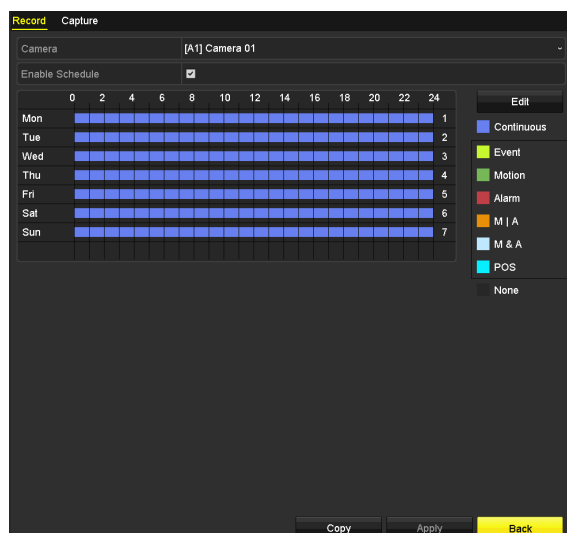 Record Capture
Camera [A1] Camera 01
Enable Schedule
0 2 4 6 8 10 12 14 16 18 20 22 24
Edit
Mon 1
Continuous
Tue 2
Wed 3
Event
Thu 4
Motion
Fri 5
Alarm
Sat 6
M | A
Sun 7
M & A
POS
None
Copy Apply Back